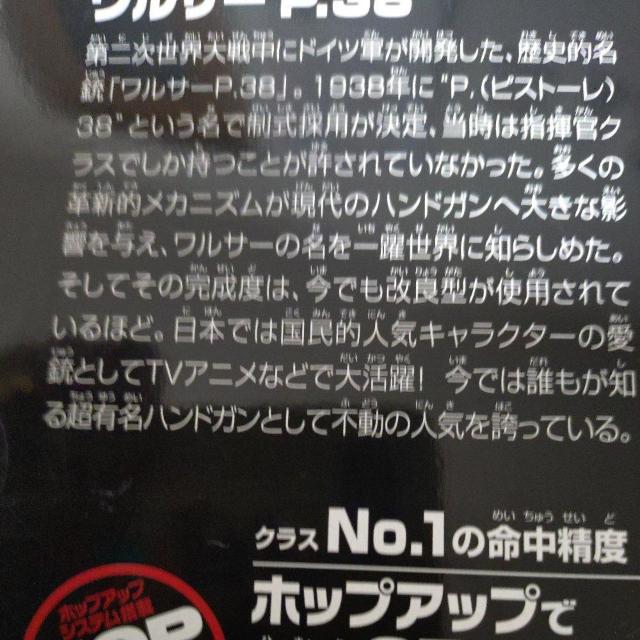 ワルサー P.38
第二次世界大戦中にドイツ軍が開発した、歴史的名
銃「ワルサーP.38」。1938年に"P.(ピストーレ)
38"という名で制式採用が決定、当時は指揮官ク
ラスでしか持つことが許されていなかった。多くの
革新的メカニズムが現代のハンドガンへ大きな影
響を与え、ワルサーの名を一躍世界に知らしめた。
そしてその完成度は、今でも改良型が使用されて
いるほど。日本では国民的人気キャラクターの愛
銃としてTVアニメなどで大活躍! 今では誰もが知
る超有名ハンドガンとして不動の人気を誇っている。
クラス No.1の命中精度
ホップアップで
ホップアップ
システム搭載